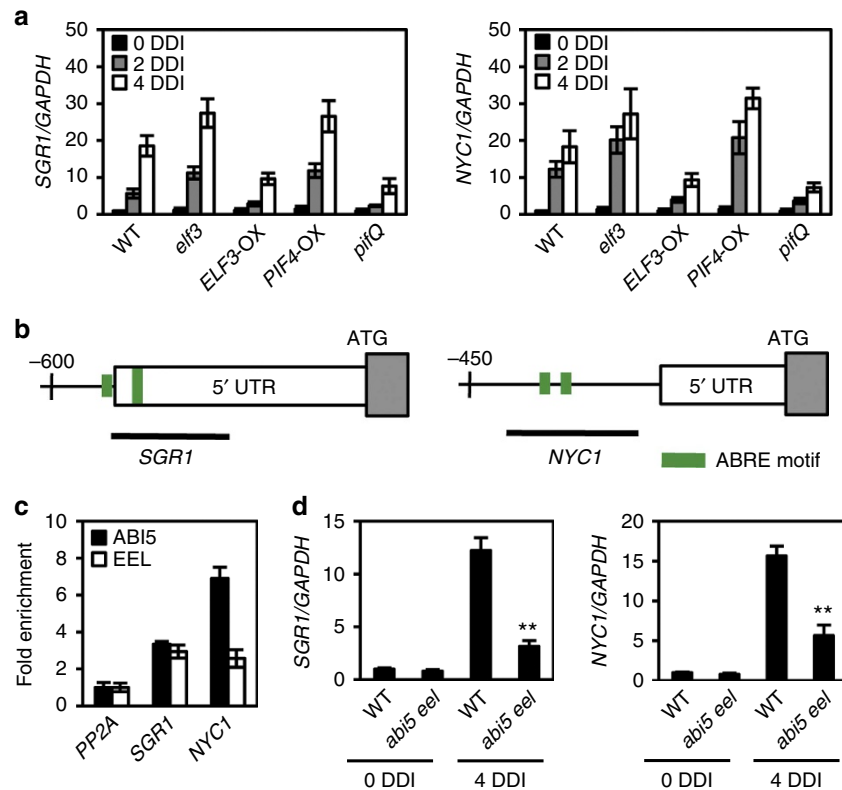 a
50
40
30
20
10
0
SGR1/GAPDH
0 DDI
2 DDI
4 DDI
WT
elf3
ELF3-OX
PIF4-OX
pifQ
50
40
30
20
10
0
NYC1/GAPDH
0 DDI
2 DDI
4 DDI
WT
elf3
ELF3-OX
PIF4-OX
pifQ
b
–600
ATG
5′ UTR
SGR1
–450
ATG
5′ UTR
NYC1
ABRE motif
c
10
8
6
4
2
0
Fold enrichment
ABI5
EEL
PP2A
SGR1
NYC1
d
15
10
5
0
SGR1/GAPDH
**
WT
abi5 eel
WT
abi5 eel
0 DDI
4 DDI
20
15
10
5
0
NYC1/GAPDH
**
WT
abi5 eel
WT
abi5 eel
0 DDI
4 DDI